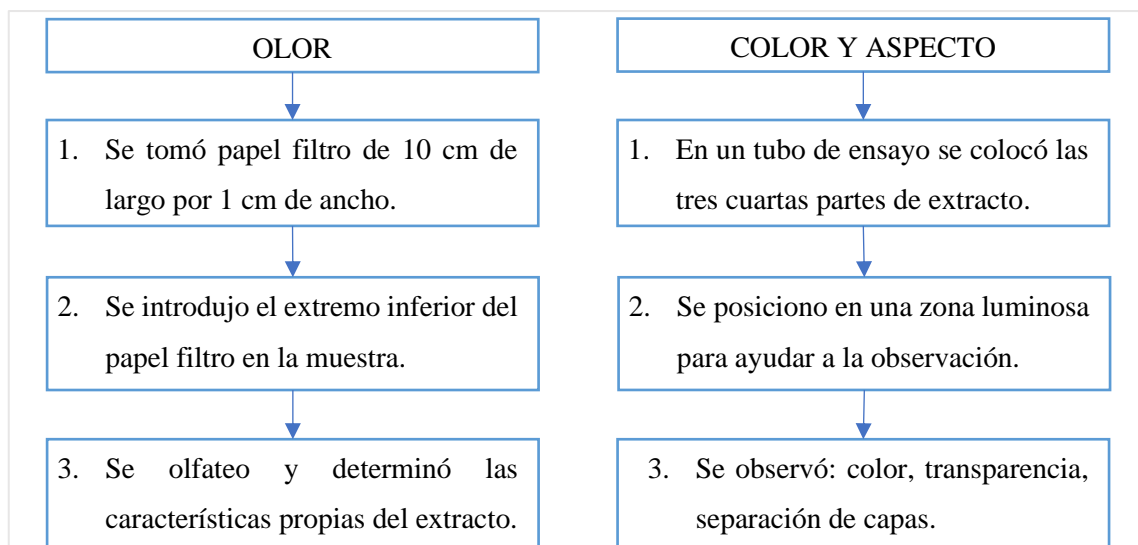 OLOR
1. Se tomó papel filtro de 10 cm de
largo por 1 cm de ancho.
2. Se introdujo el extremo inferior del
papel filtro en la muestra.
3. Se olfateo y determinó las
características propias del extracto.
COLOR Y ASPECTO
1. En un tubo de ensayo se colocó las
tres cuartas partes de extracto.
2. Se posiciono en una zona luminosa
para ayudar a la observación.
3. Se observó: color, transparencia,
separación de capas.